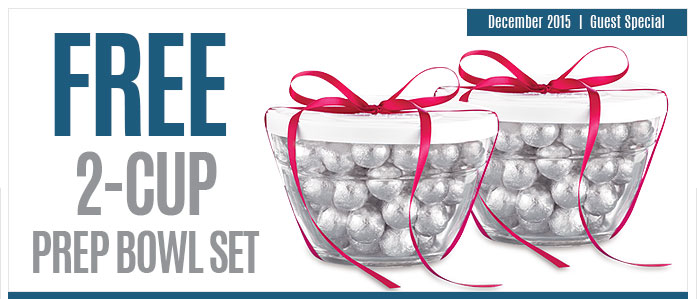 December 2015 | Guest Special
FREE
2-CUP
PREP BOWL SET